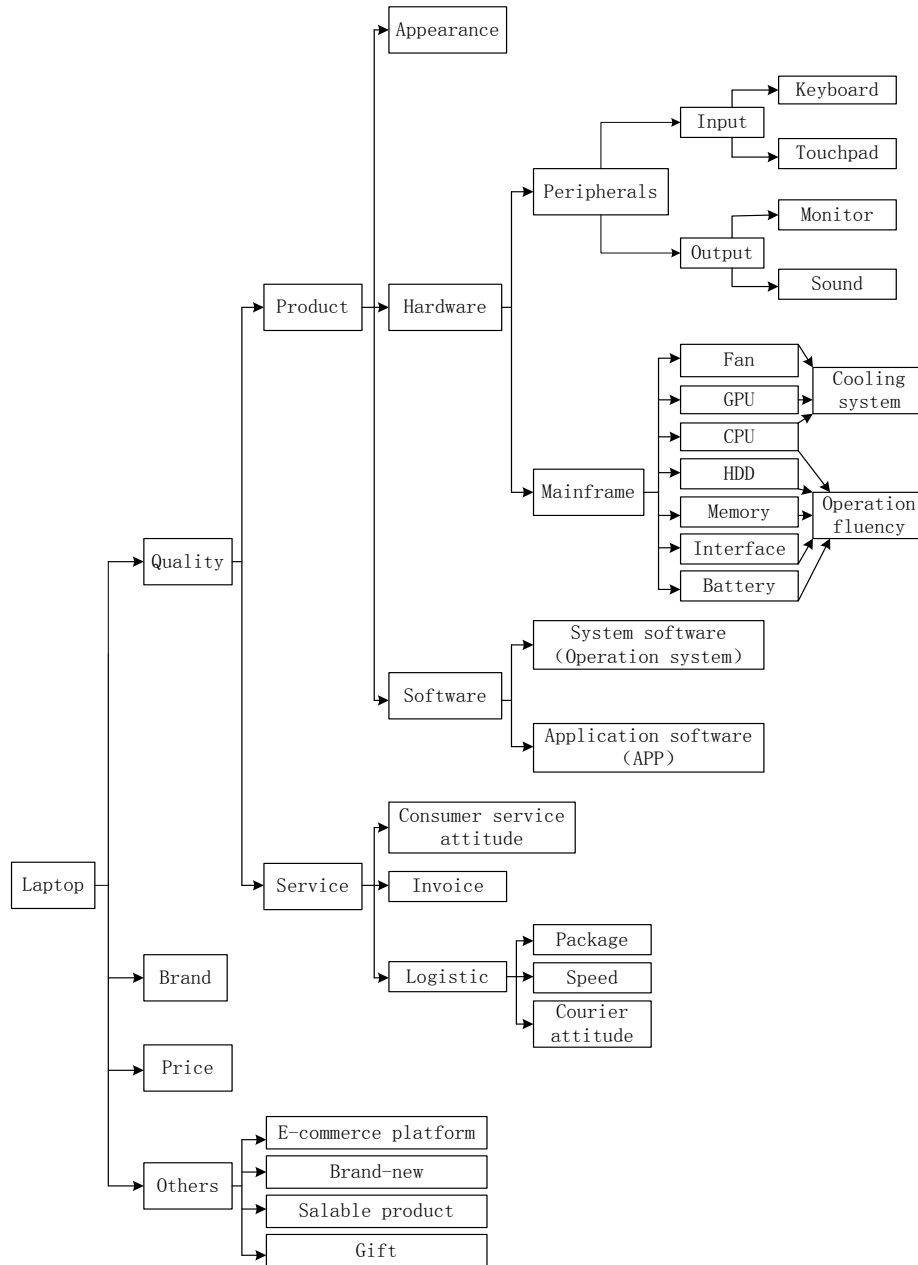 Appearance
Keyboard
Input
Touchpad
Peripherals
Monitor
Output
Sound
Product
Hardware
Fan
Cooling
system
GPU
CPU
HDD
Mainframe
Memory
Operation
fluency
Interface
Battery
Quality
System software
(Operation system)
Software
Application software
(APP)
Consumer service
attitude
Laptop
Service
Invoice
Package
Logistic
Speed
Courier
attitude
Brand
Price
E-commerce platform
Brand-new
Others
Salable product
Gift